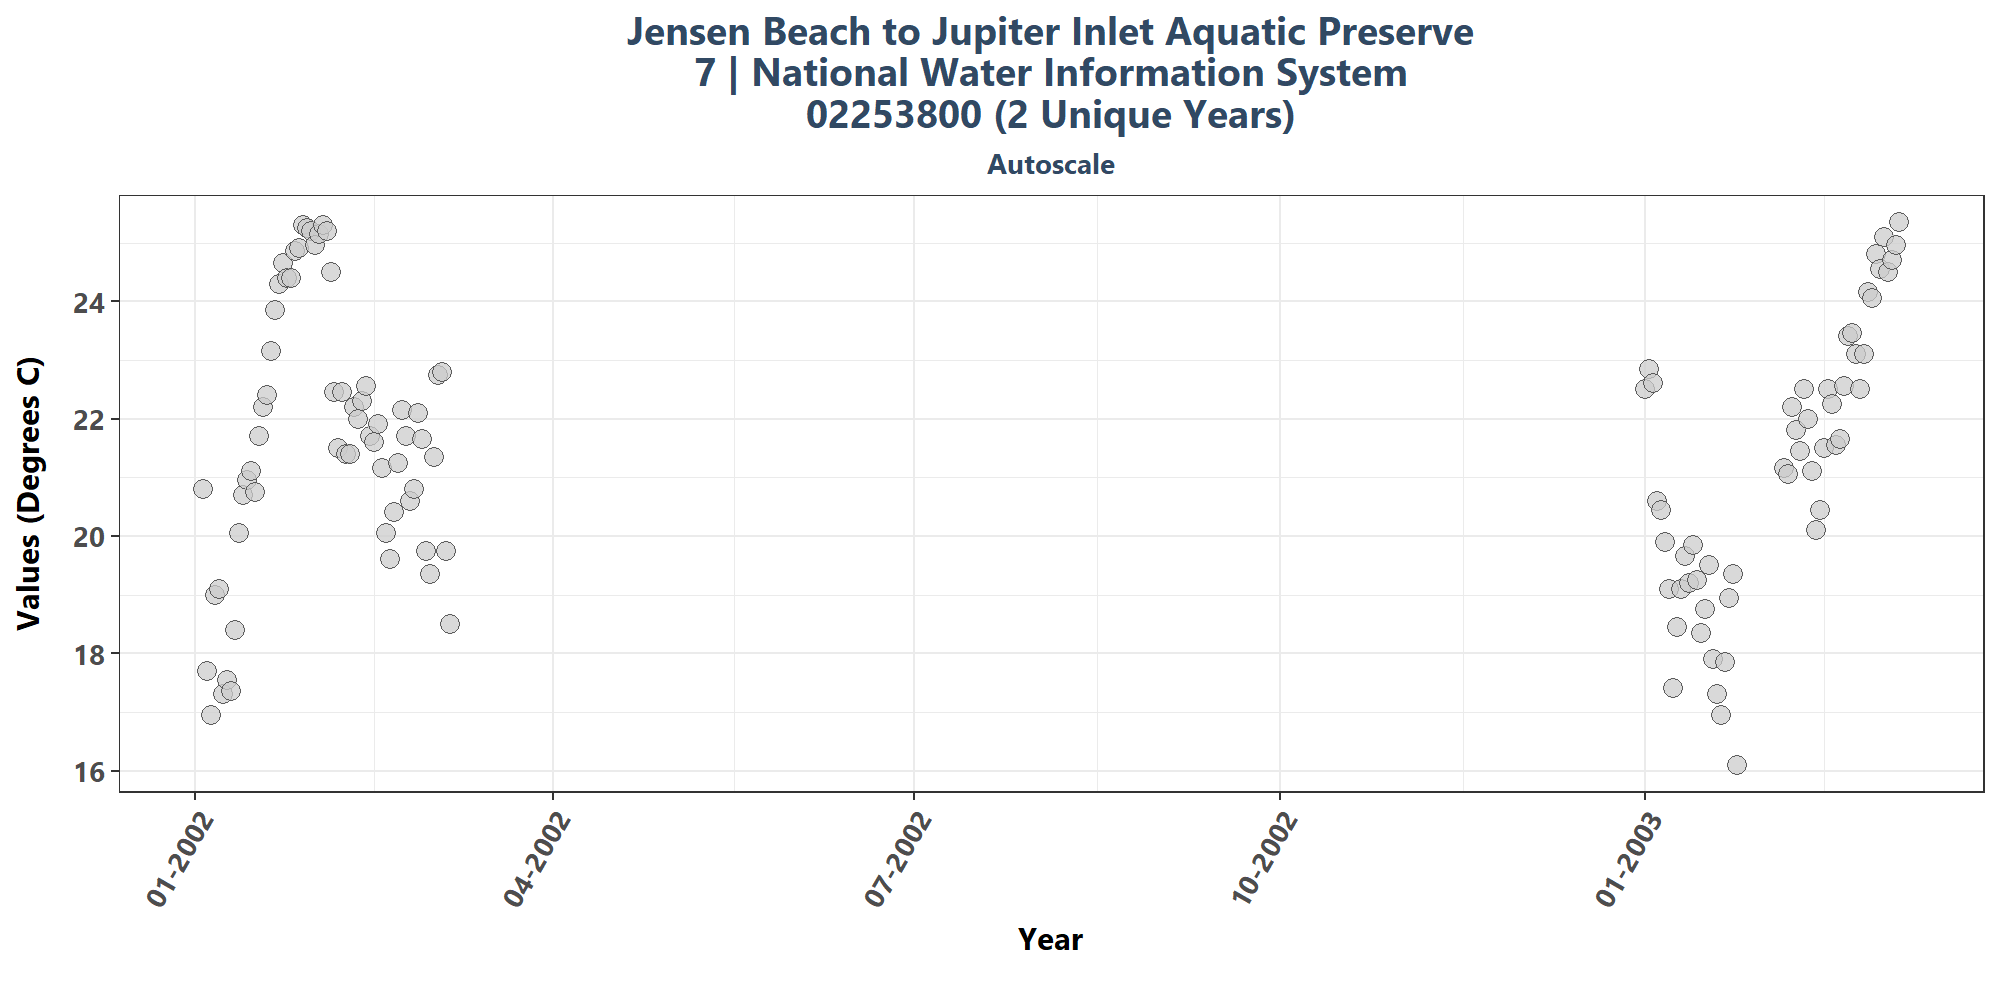 Jensen Beach to Jupiter Inlet Aquatic Preserve
7 | National Water Information System
02253800 (2 Unique Years)
Autoscale
Values (Degrees C)
24
22
20
18
16
01-2002
04-2002
07-2002
10-2002
01-2003
Year